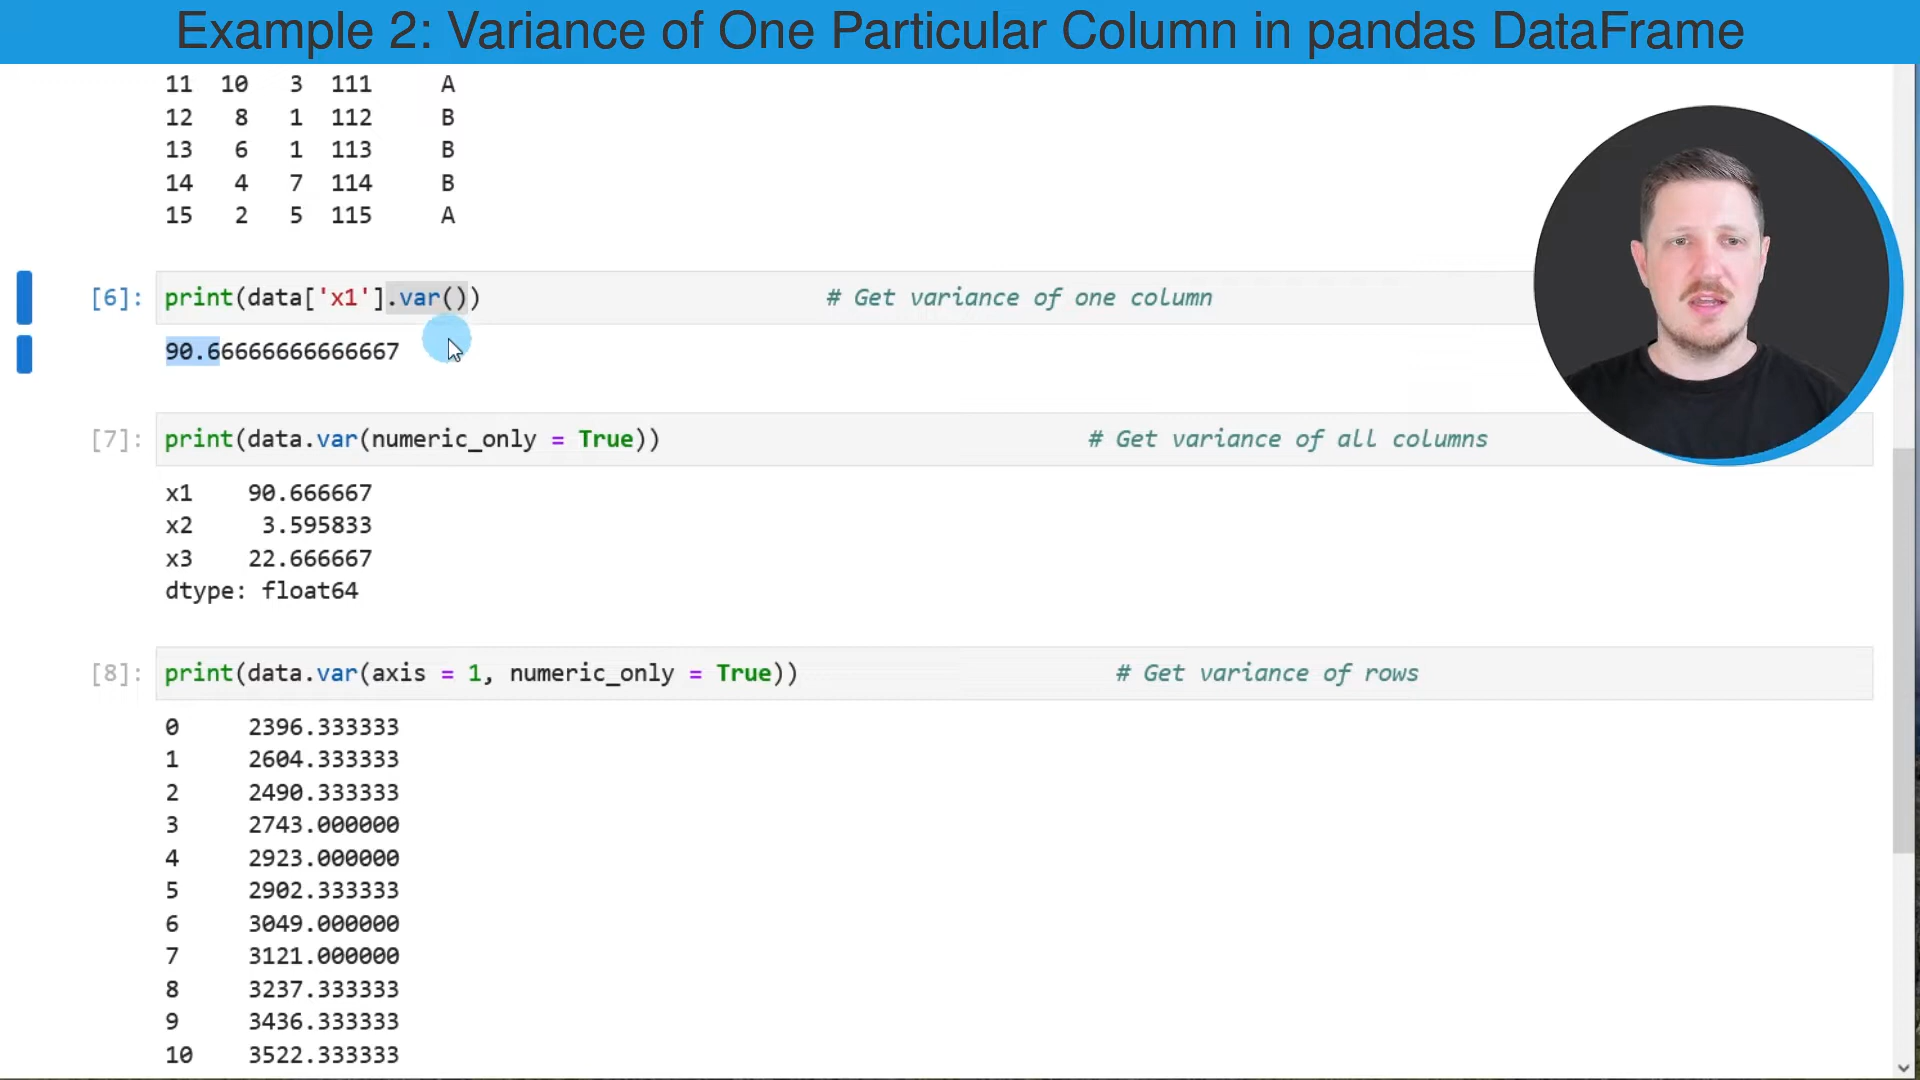 Example 2: Variance of One Particular Column in pandas DataFrame
11 10 3 111 A
12 8 1 112 B
13 6 1 113 B
14 4 7 114 B
15 2 5 115 A
[6]: print(data['x1'].var()) # Get variance of one column
90.66666666666667
[7]: print(data.var(numeric_only = True)) # Get variance of all columns
x1 90.666667
x2 3.595833
x3 22.666667
dtype: float64
[8]: print(data.var(axis = 1, numeric_only = True)) # Get variance of rows
0 2396.333333
1 2604.333333
2 2490.333333
3 2743.000000
4 2923.000000
5 2902.333333
6 3049.000000
7 3121.000000
8 3237.333333
9 3436.333333
10 3522.333333